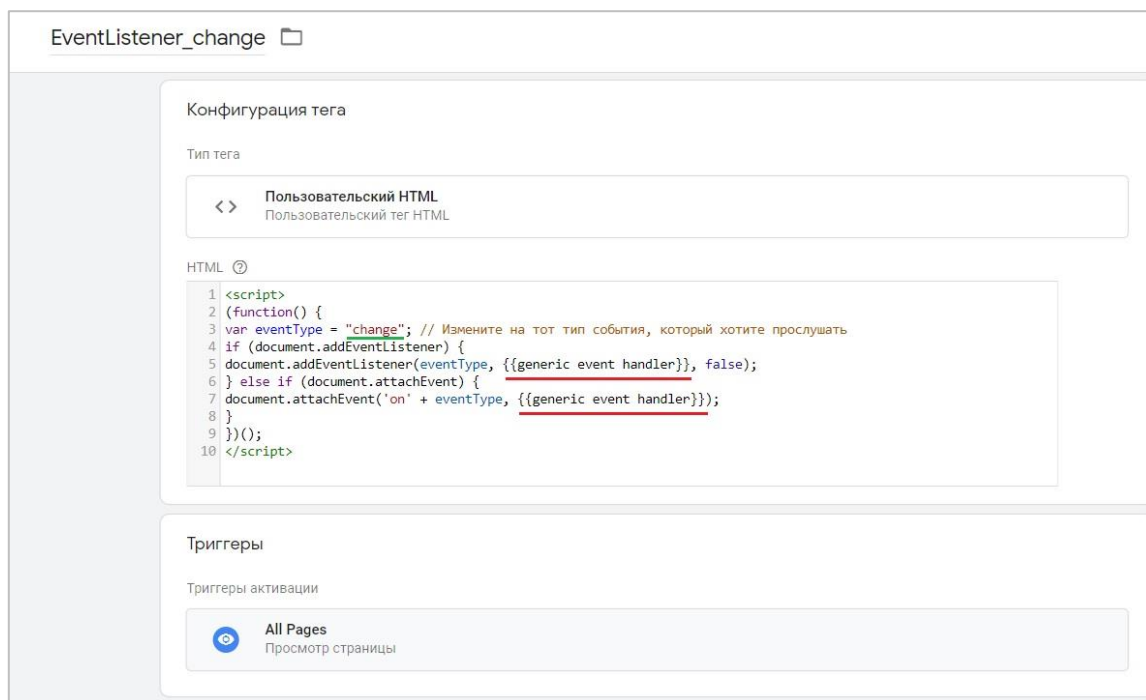 EventListener_change
Конфигурация тега
Тип тега
Пользовательский HTML
Пользовательский тег HTML
HTML
1 <script>
2 (function() {
3 var eventType = "change"; // Измените на тот тип события, который хотите прослушать
4 if (document.addEventListener) {
5 document.addEventListener(eventType, {{generic event handler}}, false);
6 } else if (document.attachEvent) {
7 document.attachEvent('on' + eventType, {{generic event handler}});
8 }
9 })();
10 </script>
Триггеры
Триггеры активации
All Pages
Просмотр страницы